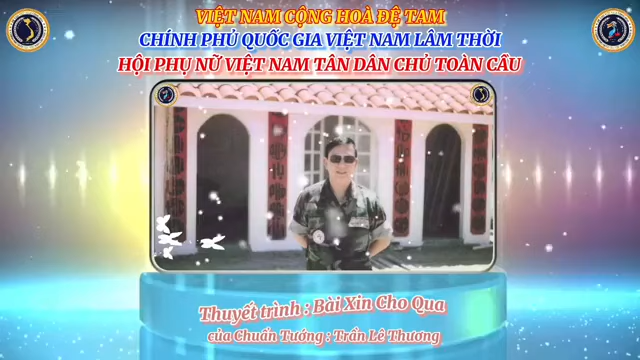 VIỆT NAM CỘNG HOÀ ĐỆ TAM
CHÍNH PHỦ QUỐC GIA VIỆT NAM LÂM THỜI
HỘI PHỤ NỮ VIỆT NAM TÂN DÂN CHỦ TOÀN CẦU
Thuyết trình : Bài Xin Cho Qua
của Chuẩn Tướng : Trần Lê Thương